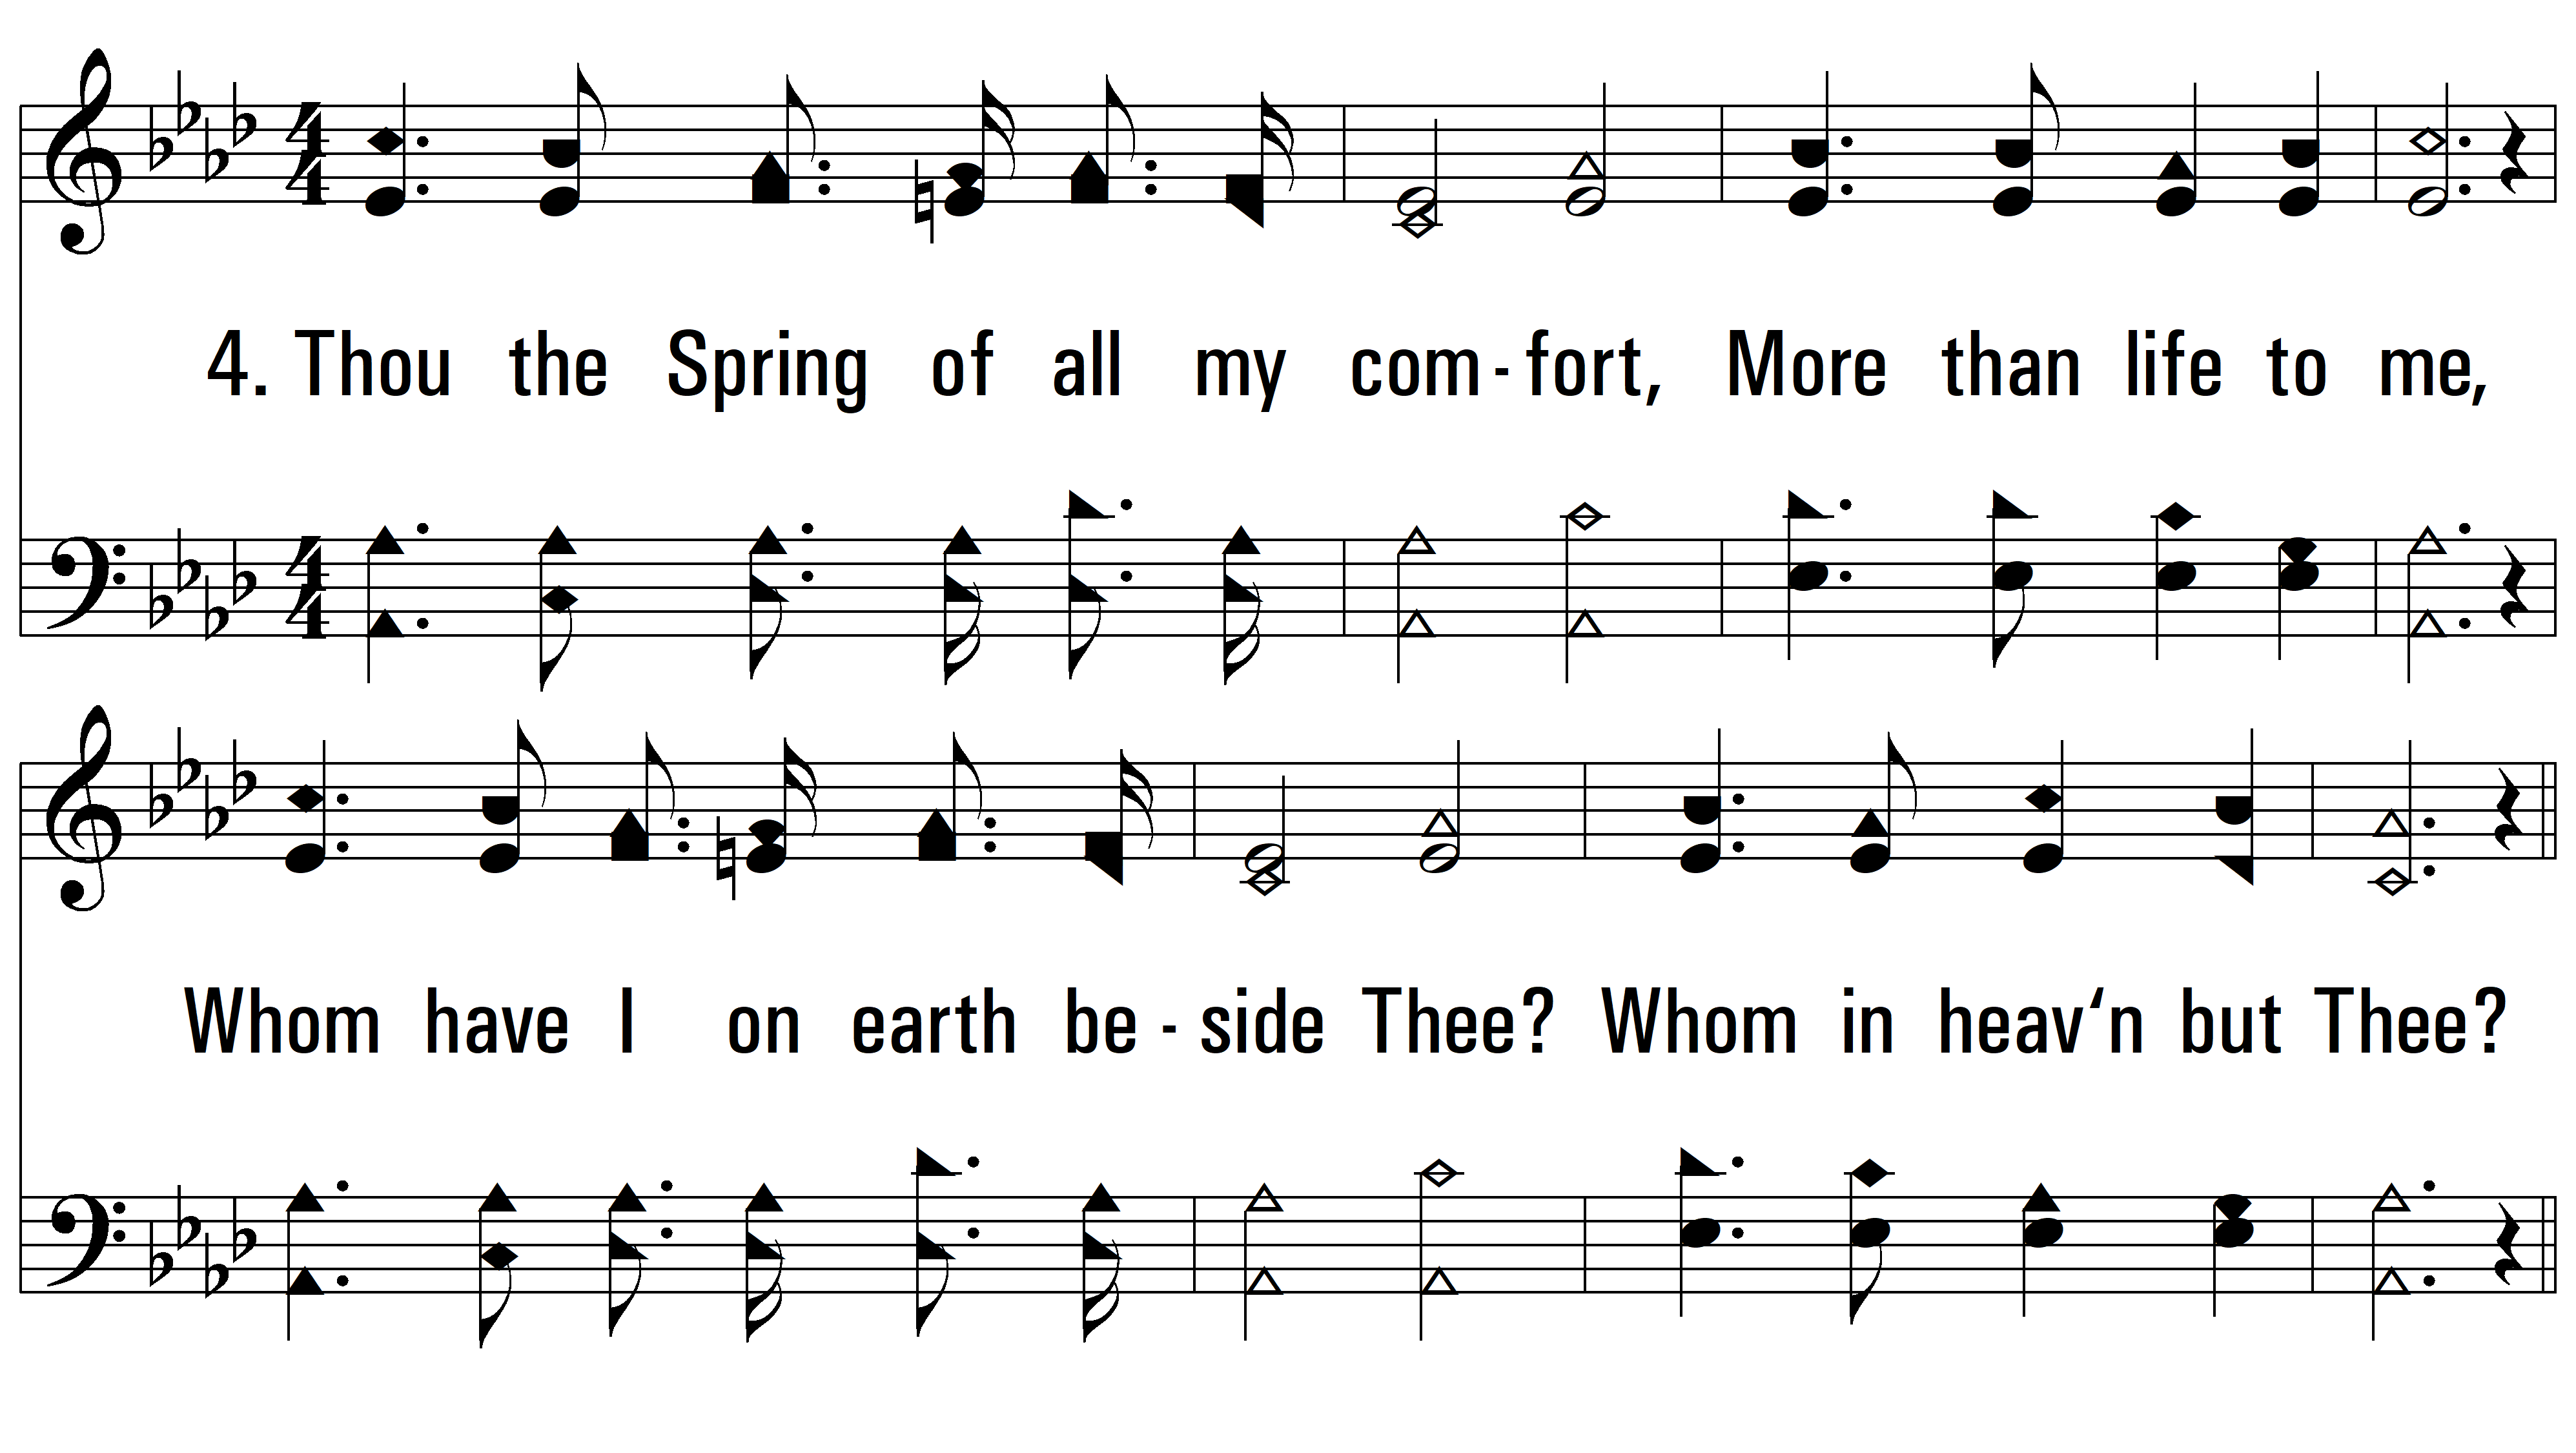 4. Thou the Spring of all my com - fort, More than life to me,
Whom have I on earth be - side Thee? Whom in heav‘n but Thee?